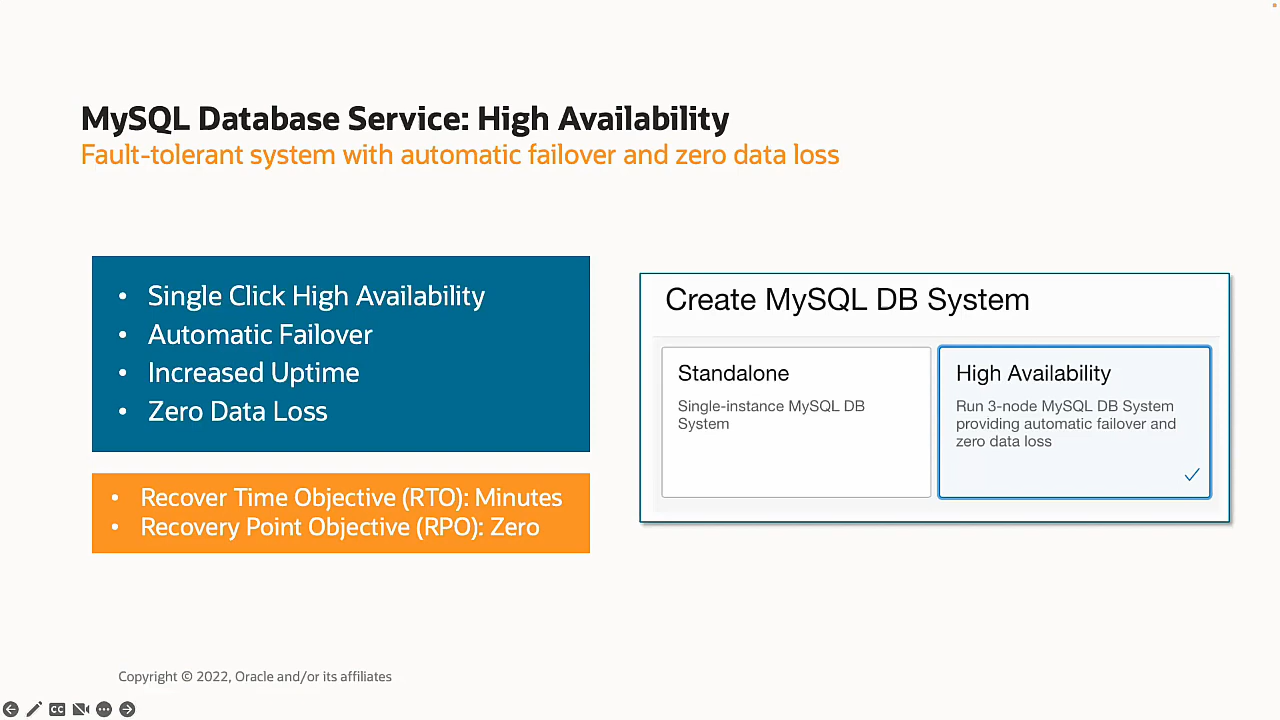 MySQL Database Service: High Availability
Fault-tolerant system with automatic failover and zero data loss
• Single Click High Availability
• Automatic Failover
• Increased Uptime
• Zero Data Loss
• Recover Time Objective (RTO): Minutes
• Recovery Point Objective (RPO): Zero
Create MySQL DB System
Standalone
Single-instance MySQL DB
System
High Availability
Run 3-node MySQL DB System
providing automatic failover and
zero data loss
Copyright © 2022, Oracle and/or its affiliates
CC